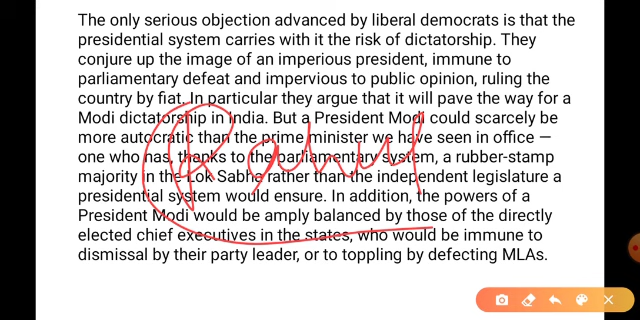 The only serious objection advanced by liberal democrats is that the
presidential system carries with it the risk of dictatorship. They
conjure up the image of an imperious president, immune to
parliamentary defeat and impervious to public opinion, ruling the
country by fiat. In particular they argue that it will pave the way for a
Modi dictatorship in India. But a President Modi could scarcely be
more autocratic than the prime minister we have seen in office —
one who has, thanks to the parliamentary system, a rubber-stamp
majority in the Lok Sabha rather than the independent legislature a
presidential system would ensure. In addition, the powers of a
President Modi would be amply balanced by those of the directly
elected chief executives in the states, who would be immune to
dismissal by their party leader, or to toppling by defecting MLAs.
Rahul